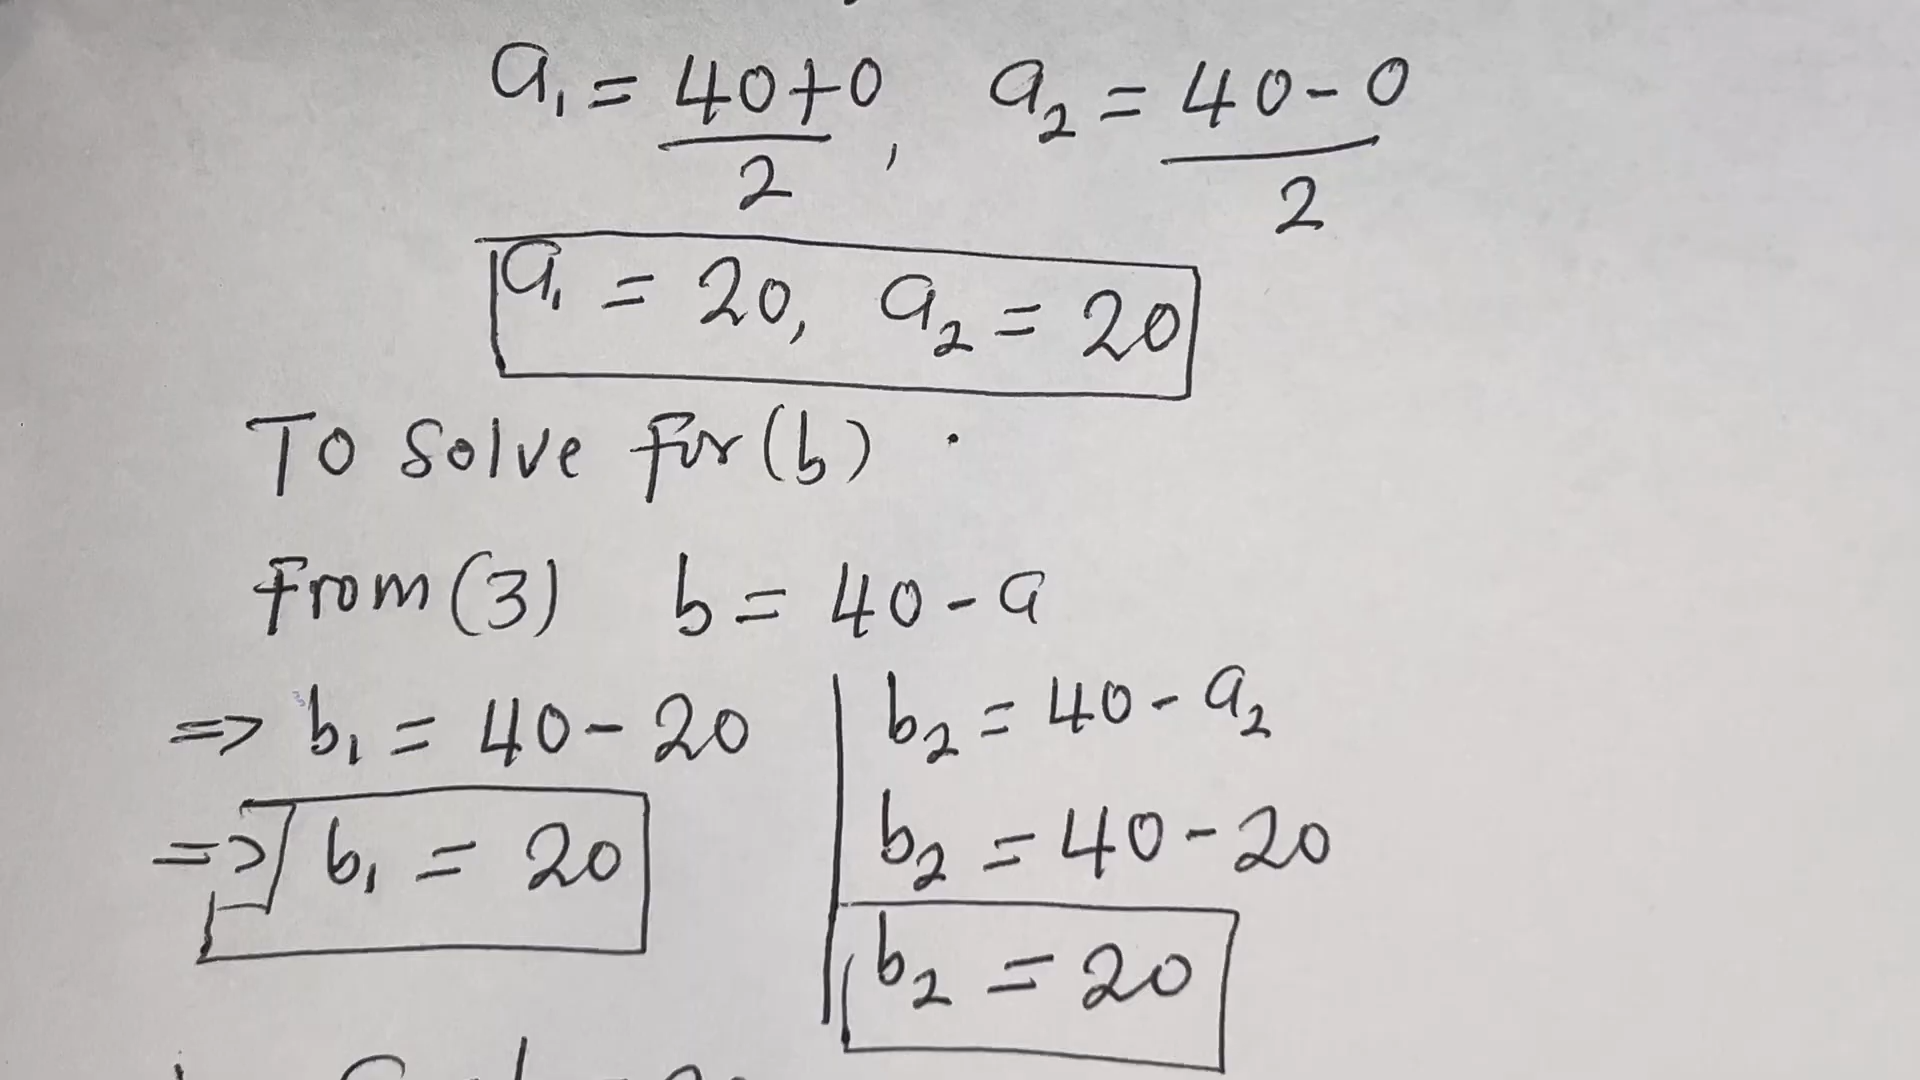 a₁ = 40+0/2, a₂ = 40-0/2
a₁ = 20, a₂ = 20
To solve for (b).
From (3) b = 40 - a
=> b₁ = 40 - 20
=> b₁ = 20
b₂ = 40 - a₂
b₂ = 40 - 20
b₂ = 20